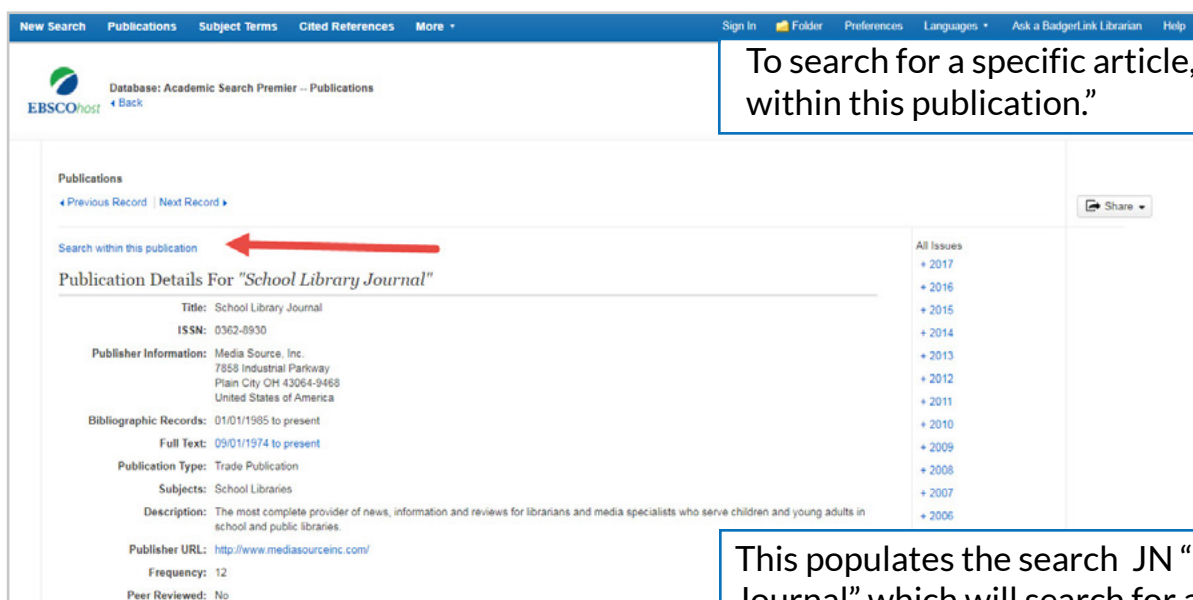 New Search Publications Subject Terms Cited References More Sign In Folder Preferences Languages Ask a BadgerLink Librarian Help
To search for a specific article,
within this publication.”
EBSCOhost
Database: Academic Search Premier -- Publications
Back
Publications
Previous Record | Next Record
Share
Search within this publication
Publication Details For "School Library Journal"
Title: School Library Journal
ISSN: 0362-8930
Publisher Information: Media Source, Inc.
7858 Industrial Parkway
Plain City OH 43064-9468
United States of America
Bibliographic Records: 01/01/1985 to present
Full Text: 09/01/1974 to present
Publication Type: Trade Publication
Subjects: School Libraries
Description: The most complete provider of news, information and reviews for librarians and media specialists who serve children and young adults in
school and public libraries.
Publisher URL: http://www.mediasourceinc.com/
Frequency: 12
Peer Reviewed: No
All Issues
+ 2017
+ 2016
+ 2015
+ 2014
+ 2013
+ 2012
+ 2011
+ 2010
+ 2009
+ 2008
+ 2007
+ 2006
This populates the search JN “
Journal” which will search for a